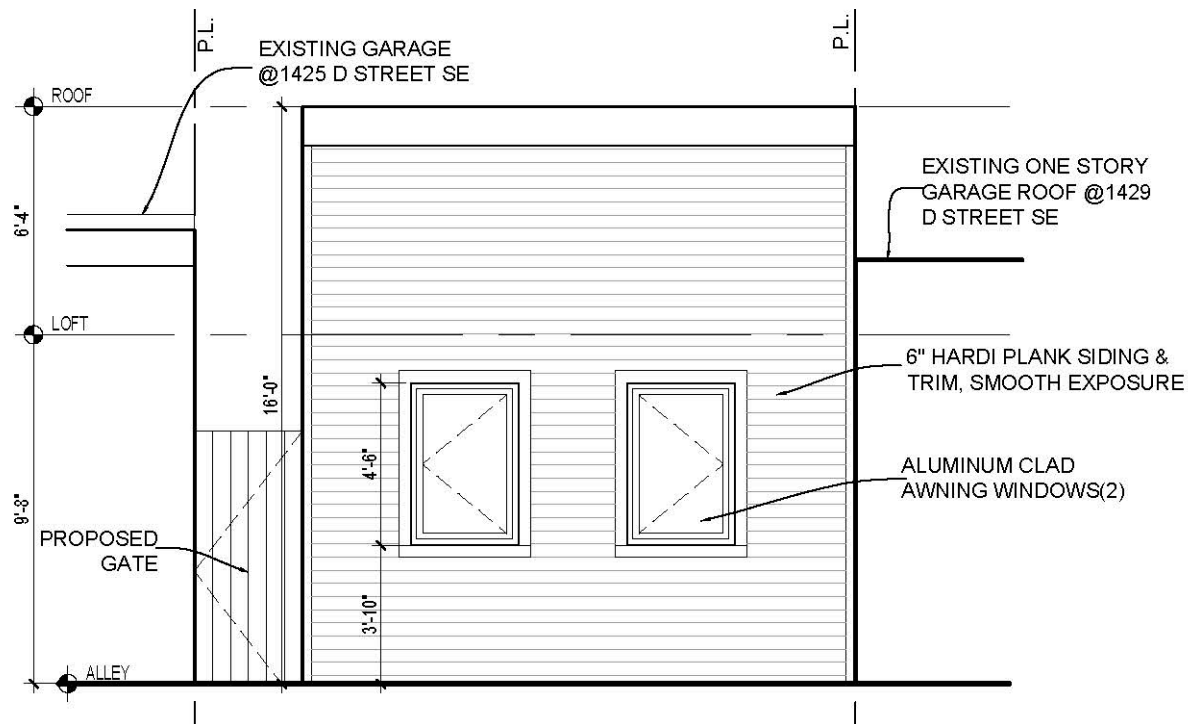 P.L.
P.L.
EXISTING GARAGE
@1425 D STREET SE
ROOF
EXISTING ONE STORY
GARAGE ROOF @1429
D STREET SE
6'-4"
LOFT
6" HARDI PLANK SIDING &
TRIM, SMOOTH EXPOSURE
16'-0"
4'-6"
ALUMINUM CLAD
AWNING WINDOWS(2)
9'-8"
PROPOSED
GATE
3'-10"
ALLEY